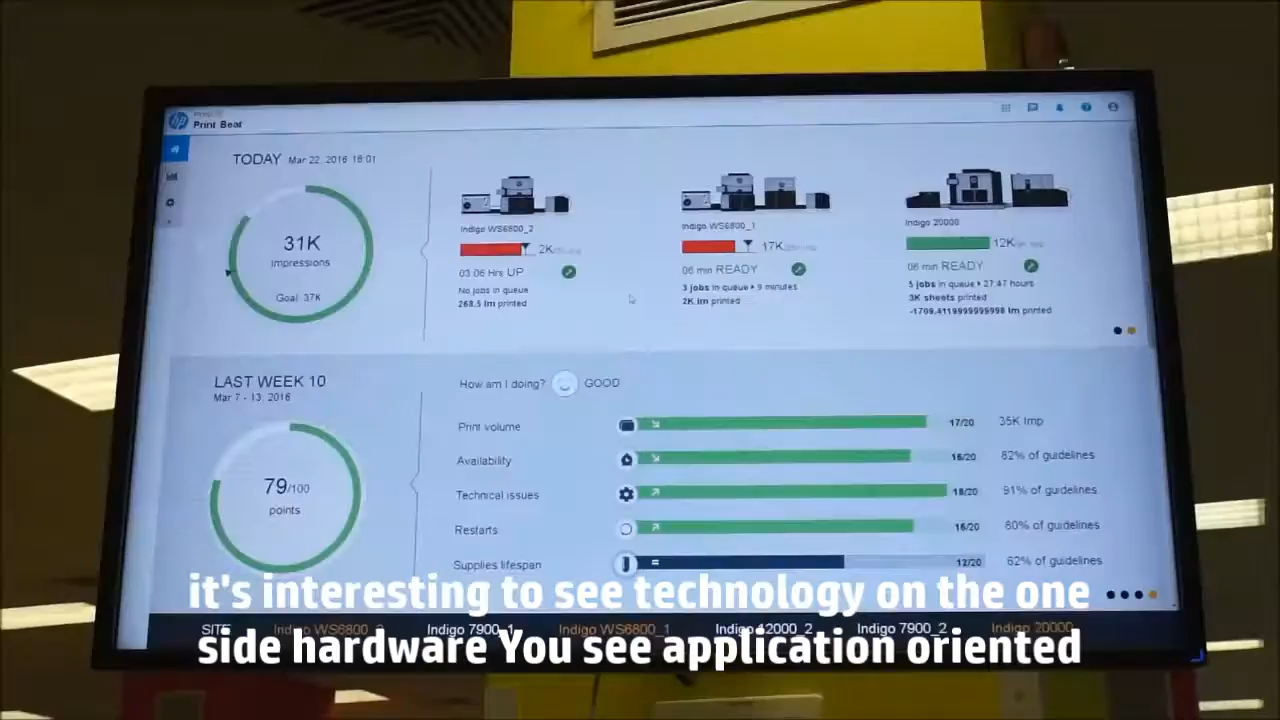 hp
Print Beat
TODAY Mar 22, 2016 16:01
31K
Impressions
Goal: 37K
Indigo WS6800_2
2K
03:06 Hrs UP
No jobs in queue
268.5 lm printed
Indigo WS6800_1
17K
06 min READY
3 jobs in queue • 9 minutes
2K lm printed
Indigo 20000
12K
06 min READY
5 jobs in queue • 27:47 hours
3K sheets printed
-1709.4119999999998 lm printed
LAST WEEK 10
Mar 7 - 13, 2016
79/100
points
How am I doing? GOOD
Print volume 17/20 35K Imp
Availability 16/20 82% of guidelines
Technical issues 18/20 91% of guidelines
Restarts 16/20 80% of guidelines
Supplies lifespan 12/20 62% of guidelines
SITE Indigo WS6800_2 Indigo 7900_1 Indigo WS6800_1 Indigo 12000_2 Indigo 7900_2 Indigo 20000
it's interesting to see technology on the one
side hardware You see application oriented